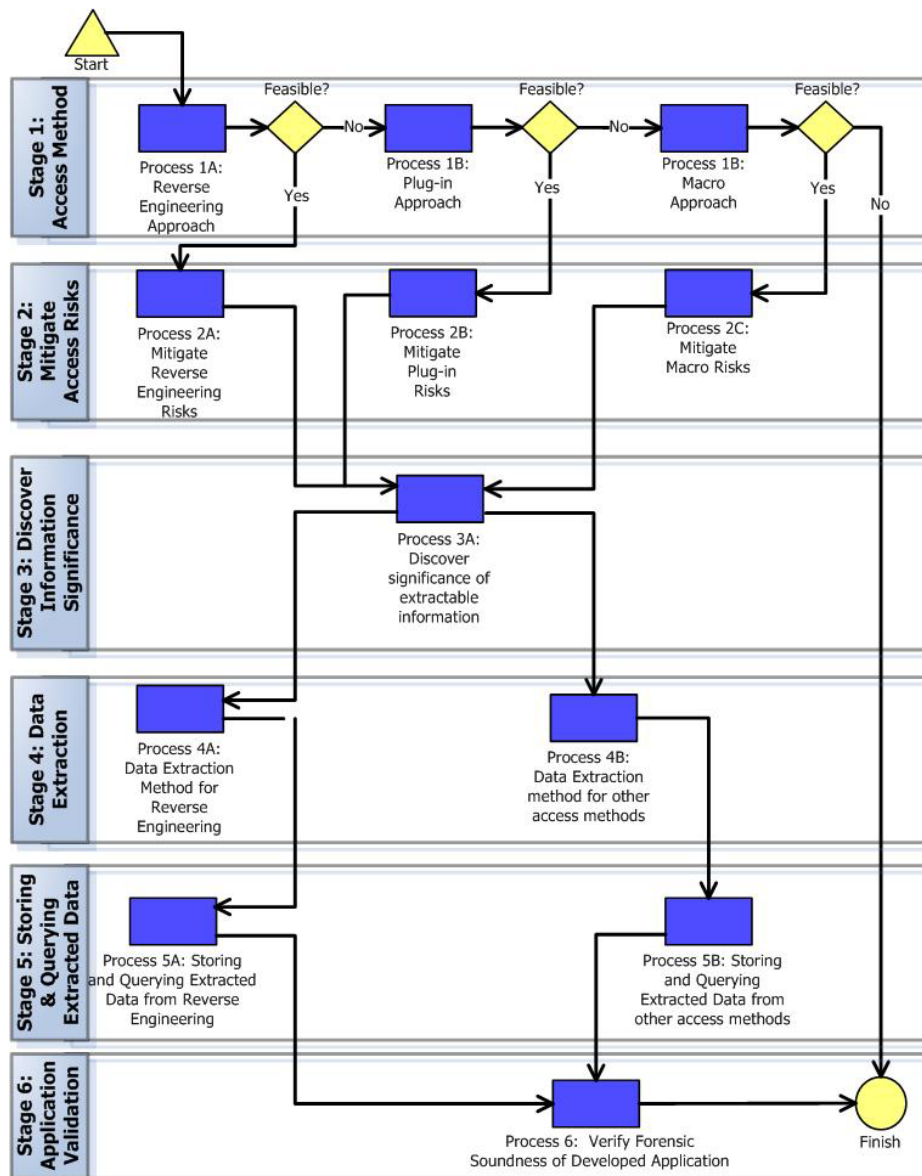 Start
Stage 1:
Access Method
Feasible?
Feasible?
Feasible?
No
No
Process 1A:
Reverse
Engineering
Approach
Yes
Process 1B:
Plug-in
Approach
Yes
Process 1B:
Macro
Approach
Yes
No
Stage 2:
Mitigate
Access Risks
Process 2A:
Mitigate
Reverse
Engineering
Risks
Process 2B:
Mitigate
Plug-in
Risks
Process 2C:
Mitigate
Macro Risks
Stage 3: Discover
Information
Significance
Process 3A:
Discover
significance of
extractable
information
Stage 4: Data
Extraction
Process 4A:
Data Extraction
Method for
Reverse
Engineering
Process 4B:
Data Extraction
method for other
access methods
Stage 5: Storing
& Querying
Extracted Data
Process 5A: Storing
and Querying Extracted
Data from Reverse
Engineering
Process 5B: Storing
and Querying
Extracted Data from
other access methods
Stage 6:
Application
Validation
Process 6: Verify Forensic
Soundness of Developed Application
Finish